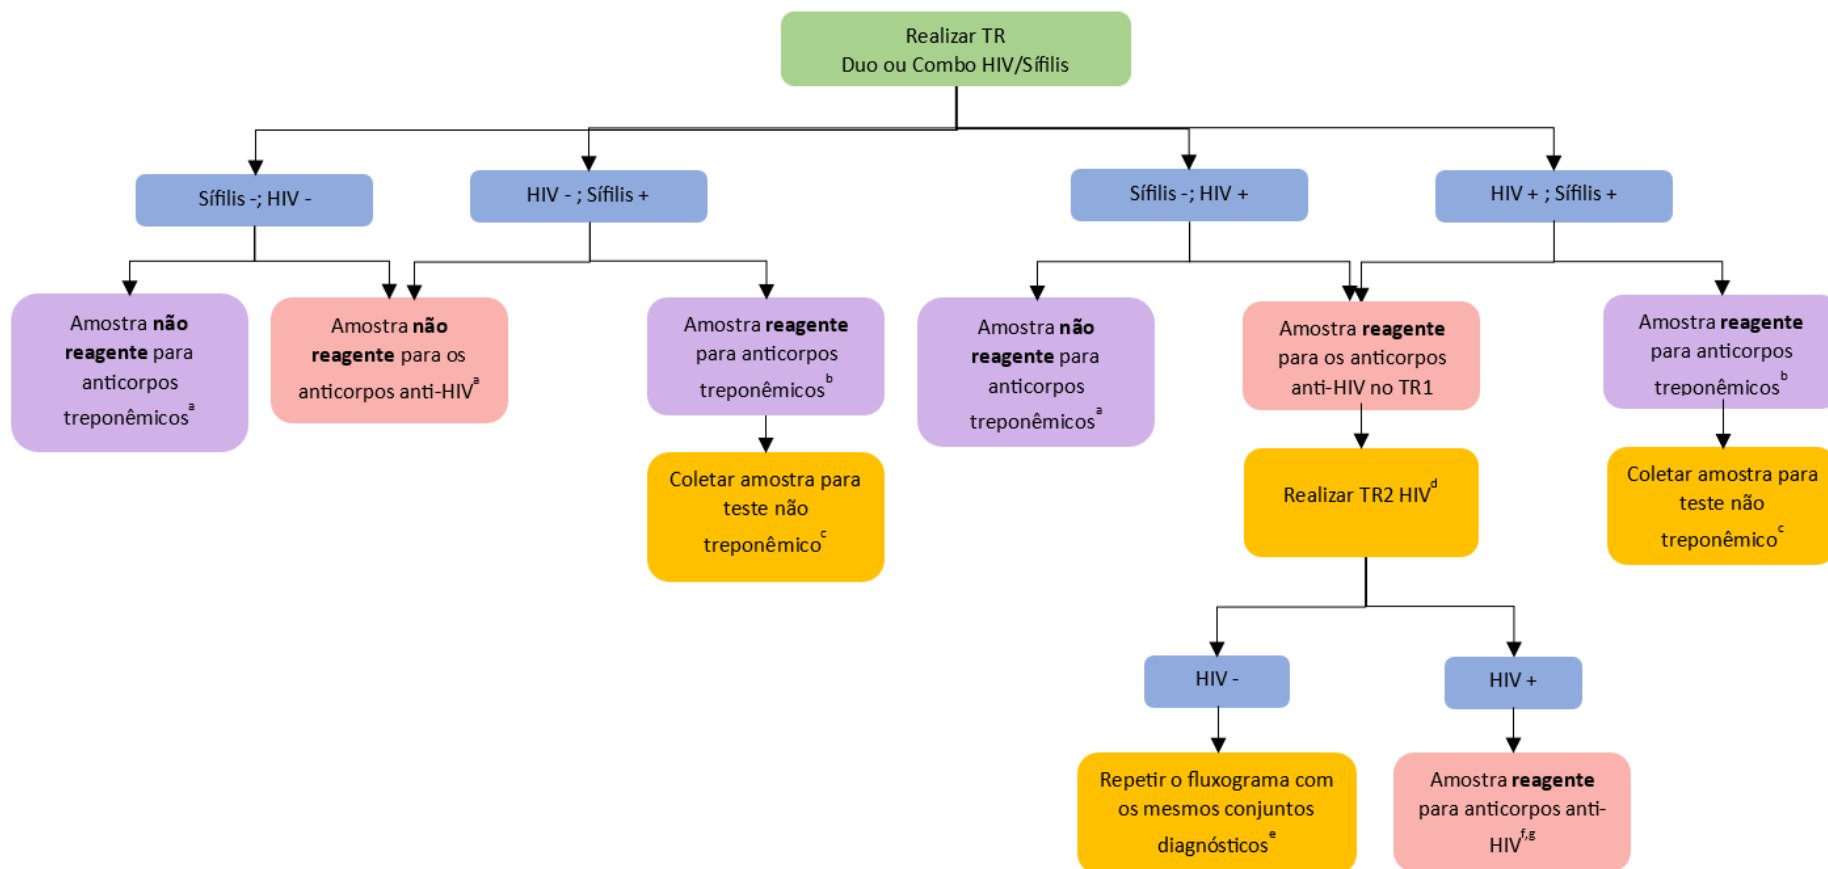 Realizar TR
Duo ou Combo HIV/Sífilis
Sífilis -; HIV -
HIV - ; Sífilis +
Sífilis -; HIV +
HIV + ; Sífilis +
Amostra não
reagente para
anticorpos
treponêmicosᵃ
Amostra não
reagente para os
anticorpos anti-HIVᵃ
Amostra reagente
para anticorpos
treponêmicosᵇ
Coletar amostra para
teste não
treponêmicoᶜ
Amostra não
reagente para
anticorpos
treponêmicosᵃ
Amostra reagente
para os anticorpos
anti-HIV no TR1
Realizar TR2 HIVᵈ
Amostra reagente
para anticorpos
treponêmicosᵇ
Coletar amostra para
teste não
treponêmicoᶜ
HIV -
HIV +
Repetir o fluxograma com
os mesmos conjuntos
diagnósticosᵉ
Amostra reagente
para anticorpos anti-
HIVᶠ,ᵍ